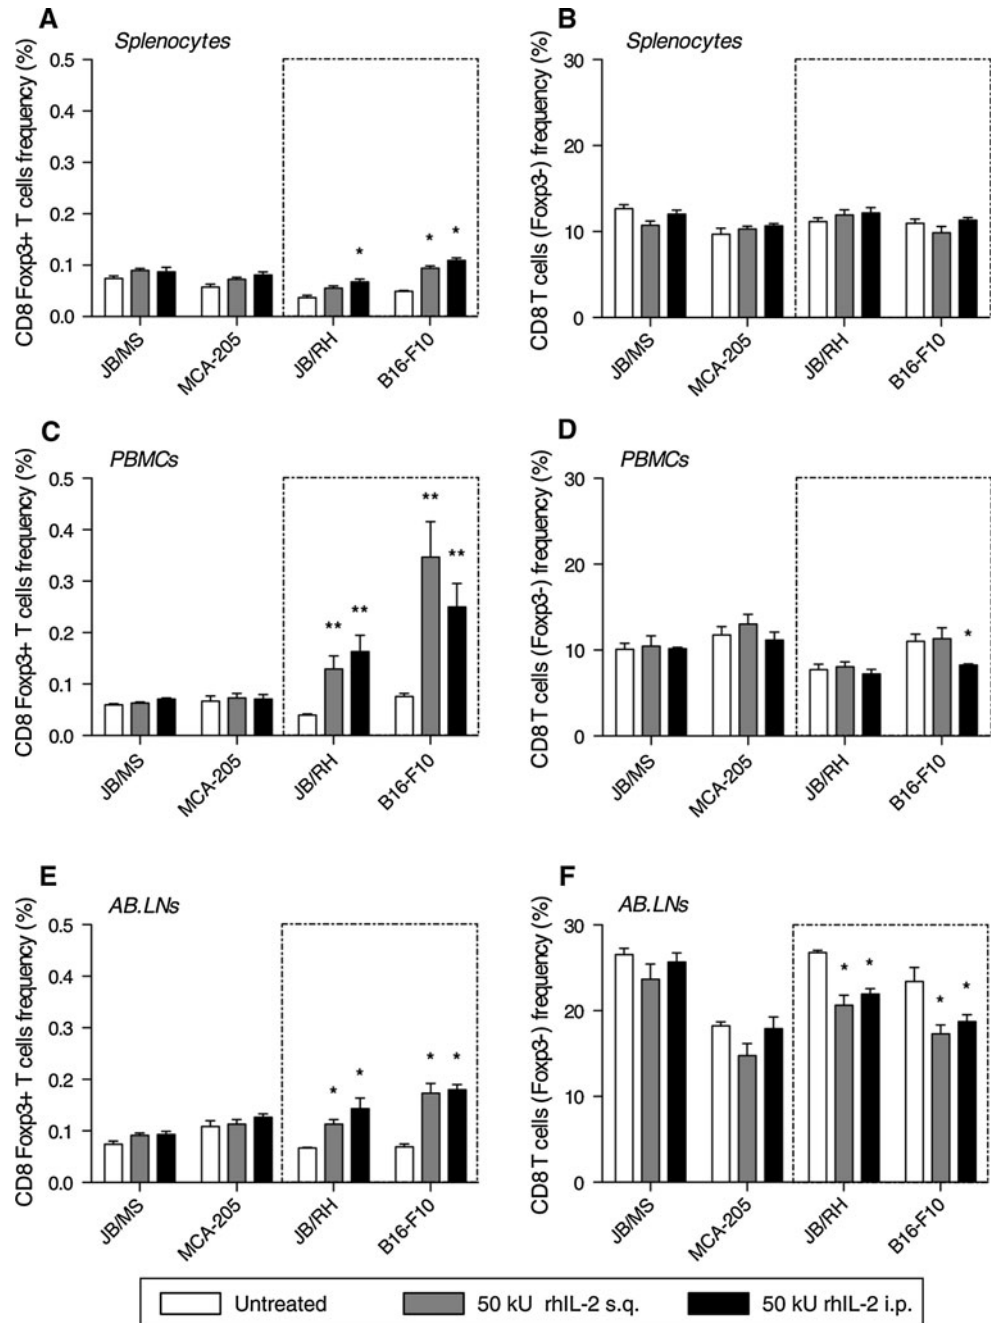 A
Splenocytes
CD8 Foxp3+ T cells frequency (%)
0.5
0.4
0.3
0.2
0.1
0.0
*
*
*
JB/MS
MCA-205
JB/RH
B16-F10
B
Splenocytes
CD8 T cells (Foxp3-) frequency (%)
30
20
10
0
JB/MS
MCA-205
JB/RH
B16-F10
C
PBMCs
CD8 Foxp3+ T cells frequency (%)
0.5
0.4
0.3
0.2
0.1
0.0
**
**
**
**
JB/MS
MCA-205
JB/RH
B16-F10
D
PBMCs
CD8 T cells (Foxp3-) frequency (%)
30
20
10
0
*
JB/MS
MCA-205
JB/RH
B16-F10
E
AB.LNs
CD8 Foxp3+ T cells frequency (%)
0.5
0.4
0.3
0.2
0.1
0.0
*
*
*
*
JB/MS
MCA-205
JB/RH
B16-F10
F
AB.LNs
CD8 T cells (Foxp3-) frequency (%)
30
20
10
0
*
*
*
*
JB/MS
MCA-205
JB/RH
B16-F10
Untreated
50 kU rhIL-2 s.q.
50 kU rhIL-2 i.p.